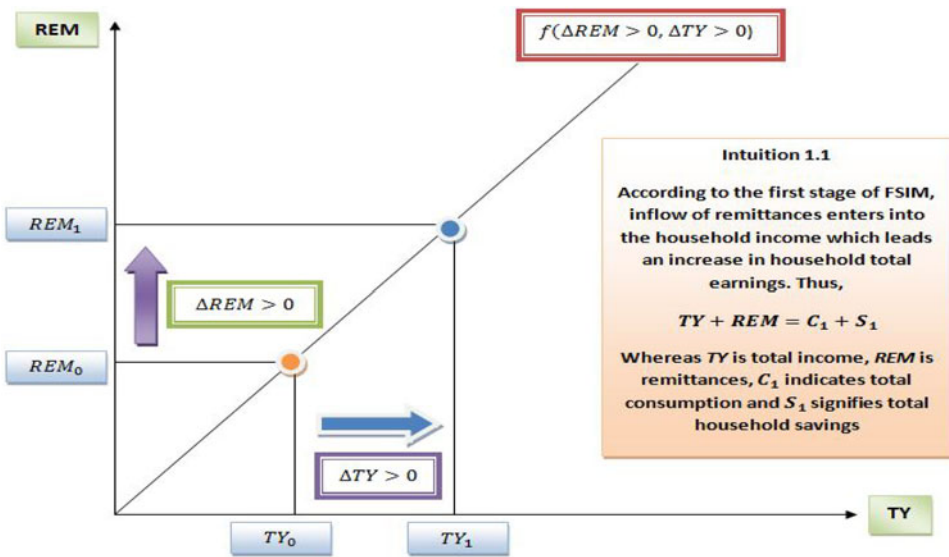 REM
f(ΔREM > 0, ΔTY > 0)
Intuition 1.1
According to the first stage of FSIM,
inflow of remittances enters into
the household income which leads
an increase in household total
earnings. Thus,
TY + REM = C₁ + S₁
Whereas TY is total income, REM is
remittances, C₁ indicates total
consumption and S₁ signifies total
household savings
REM₁
ΔREM > 0
REM₀
ΔTY > 0
TY
TY₀
TY₁